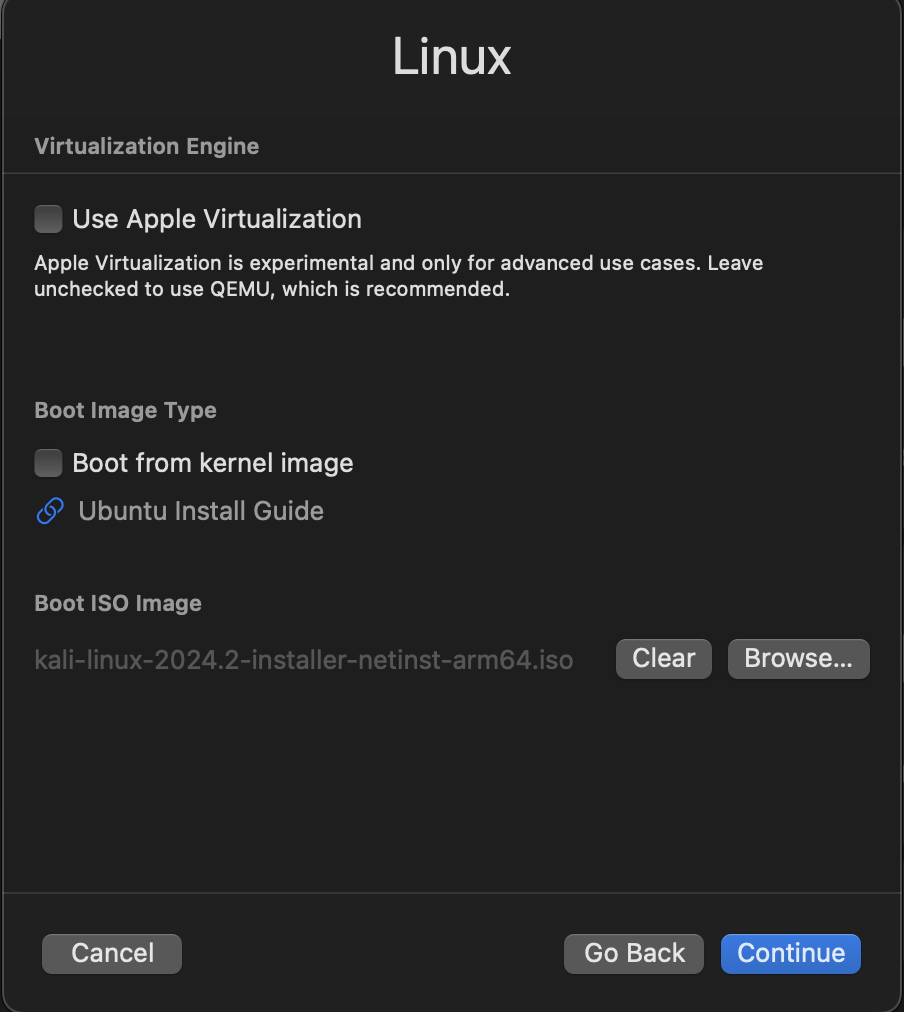 Linux
Virtualization Engine
Use Apple Virtualization
Apple Virtualization is experimental and only for advanced use cases. Leave
unchecked to use QEMU, which is recommended.
Boot Image Type
Boot from kernel image
Ubuntu Install Guide
Boot ISO Image
kali-linux-2024.2-installer-netinst-arm64.iso Clear Browse...
Cancel Go Back Continue